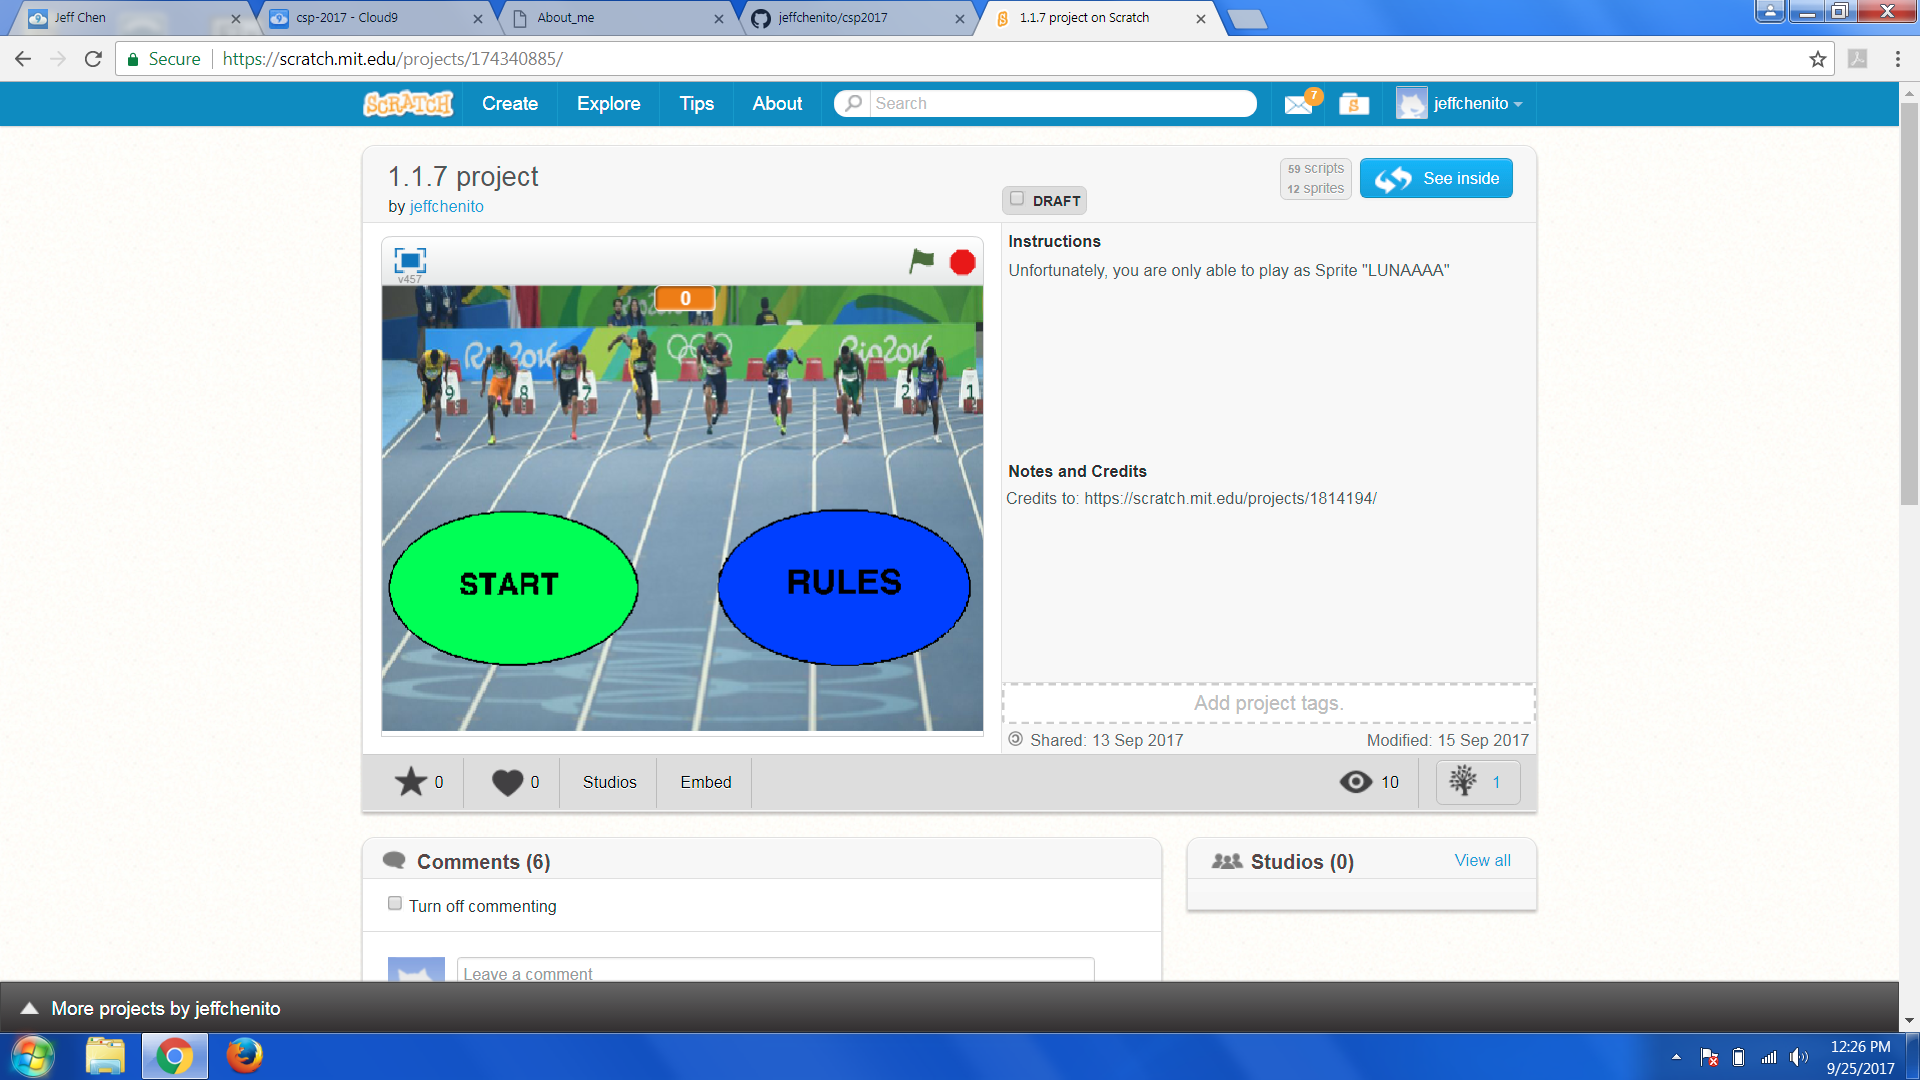 Jeff Chen
csp-2017 - Cloud9
About_me
jeffchenito/csp2017
1.1.7 project on Scratch
Secure
https://scratch.mit.edu/projects/174340885/
SCRATCH
Create
Explore
Tips
About
Search
7
S
jeffchenito
1.1.7 project
by jeffchenito
DRAFT
59 scripts
12 sprites
See inside
v457
0
Rio2016
Rio2016
9
8
7
2
1
START
RULES
Instructions
Unfortunately, you are only able to play as Sprite "LUNAAAA"
Notes and Credits
Credits to: https://scratch.mit.edu/projects/1814194/
Add project tags.
Shared: 13 Sep 2017
Modified: 15 Sep 2017
0
0
Studios
Embed
10
1
Comments (6)
Turn off commenting
Leave a comment
Studios (0)
View all
More projects by jeffchenito
12:26 PM
9/25/2017